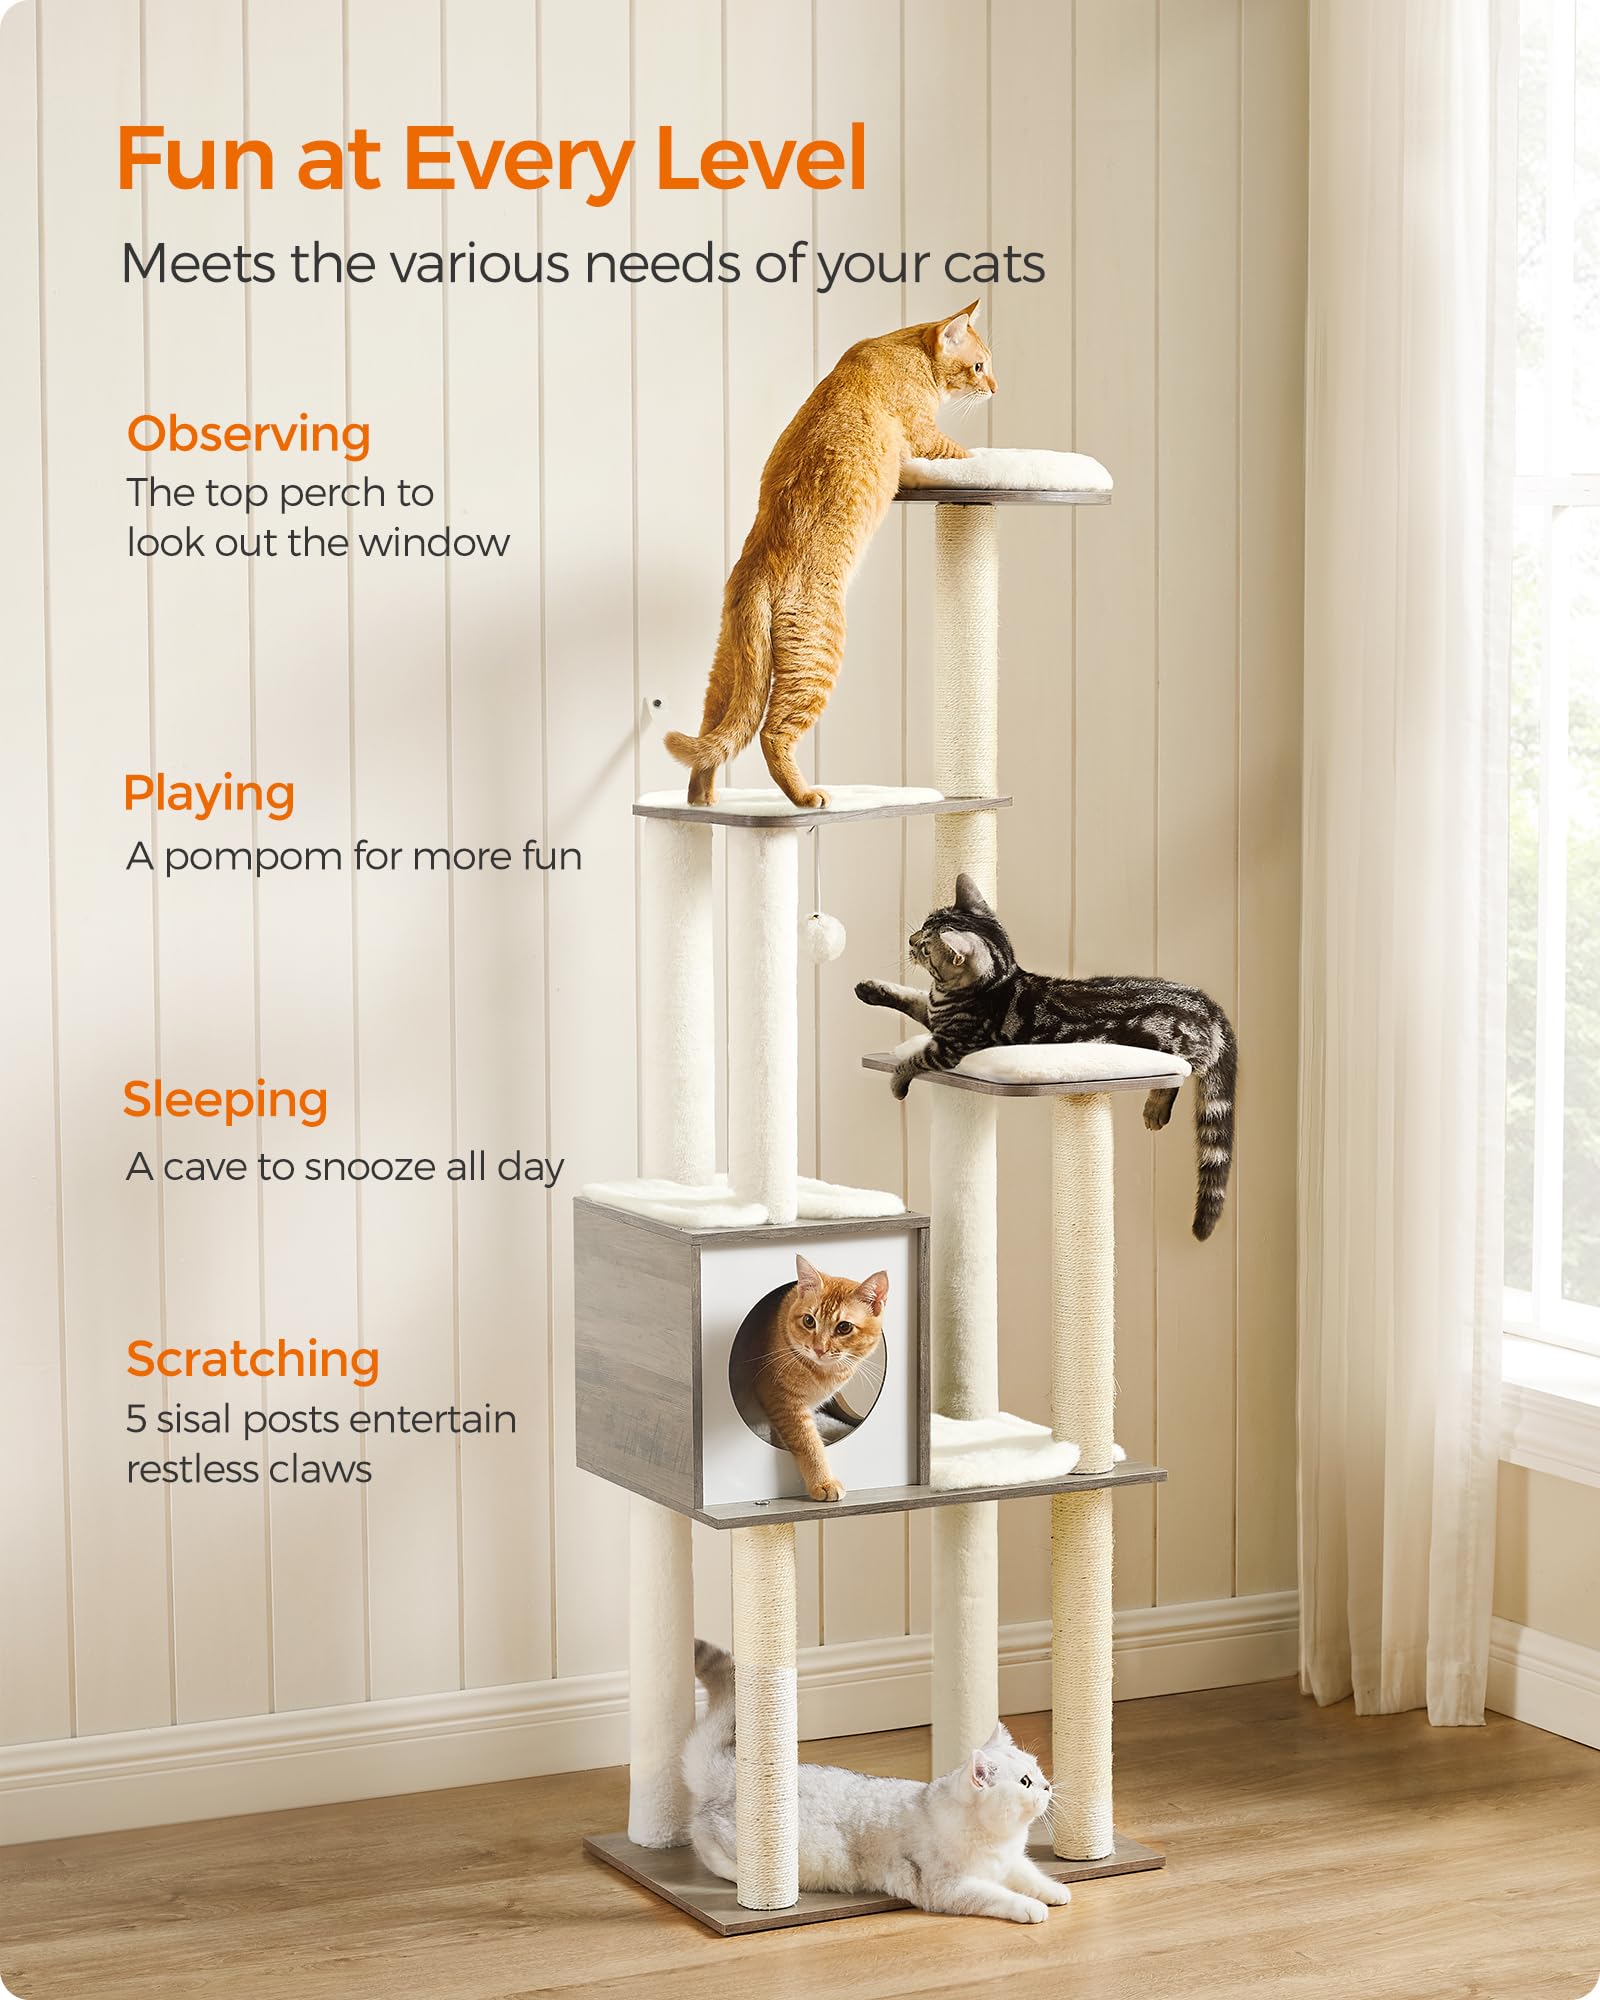 Fun at Every Level
Meets the various needs of your cats
Observing
The top perch to
look out the window
Playing
A pompom for more fun
Sleeping
A cave to snooze all day
Scratching
5 sisal posts entertain
restless claws